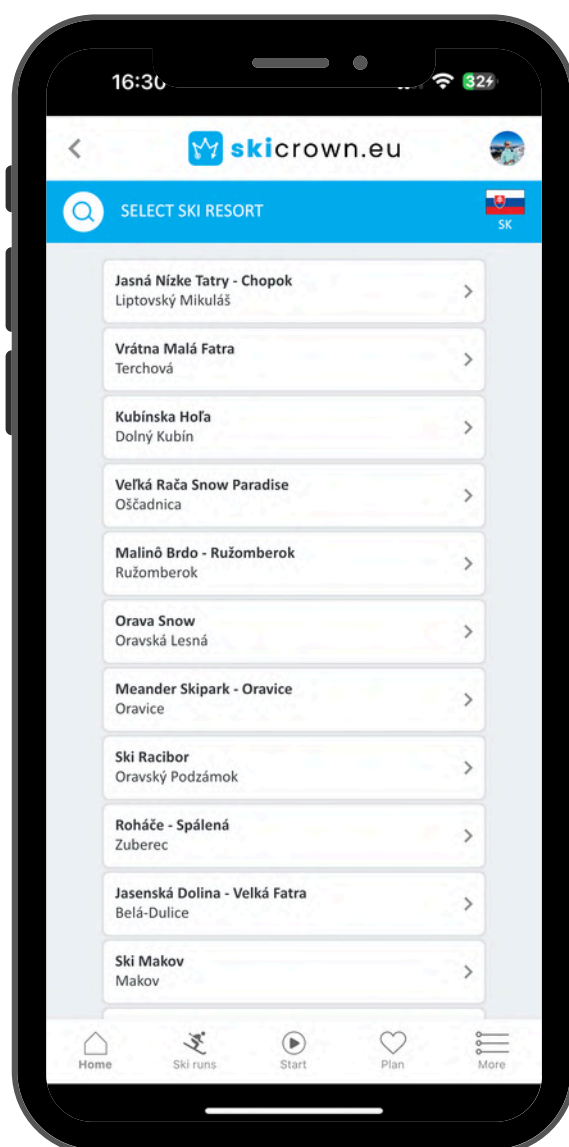 16:30
32
skicrown.eu
SELECT SKI RESORT
SK
Jasná Nízke Tatry - Chopok
Liptovský Mikuláš
Vrátna Malá Fatra
Terchová
Kubínska Hoľa
Dolný Kubín
Veľká Rača Snow Paradise
Oščadnica
Malinô Brdo - Ružomberok
Ružomberok
Orava Snow
Oravská Lesná
Meander Skipark - Oravice
Oravice
Ski Racibor
Oravský Podzámok
Roháče - Spálená
Zuberec
Jasenská Dolina - Velká Fatra
Belá-Dulice
Ski Makov
Makov
Home
Ski runs
Start
Plan
More